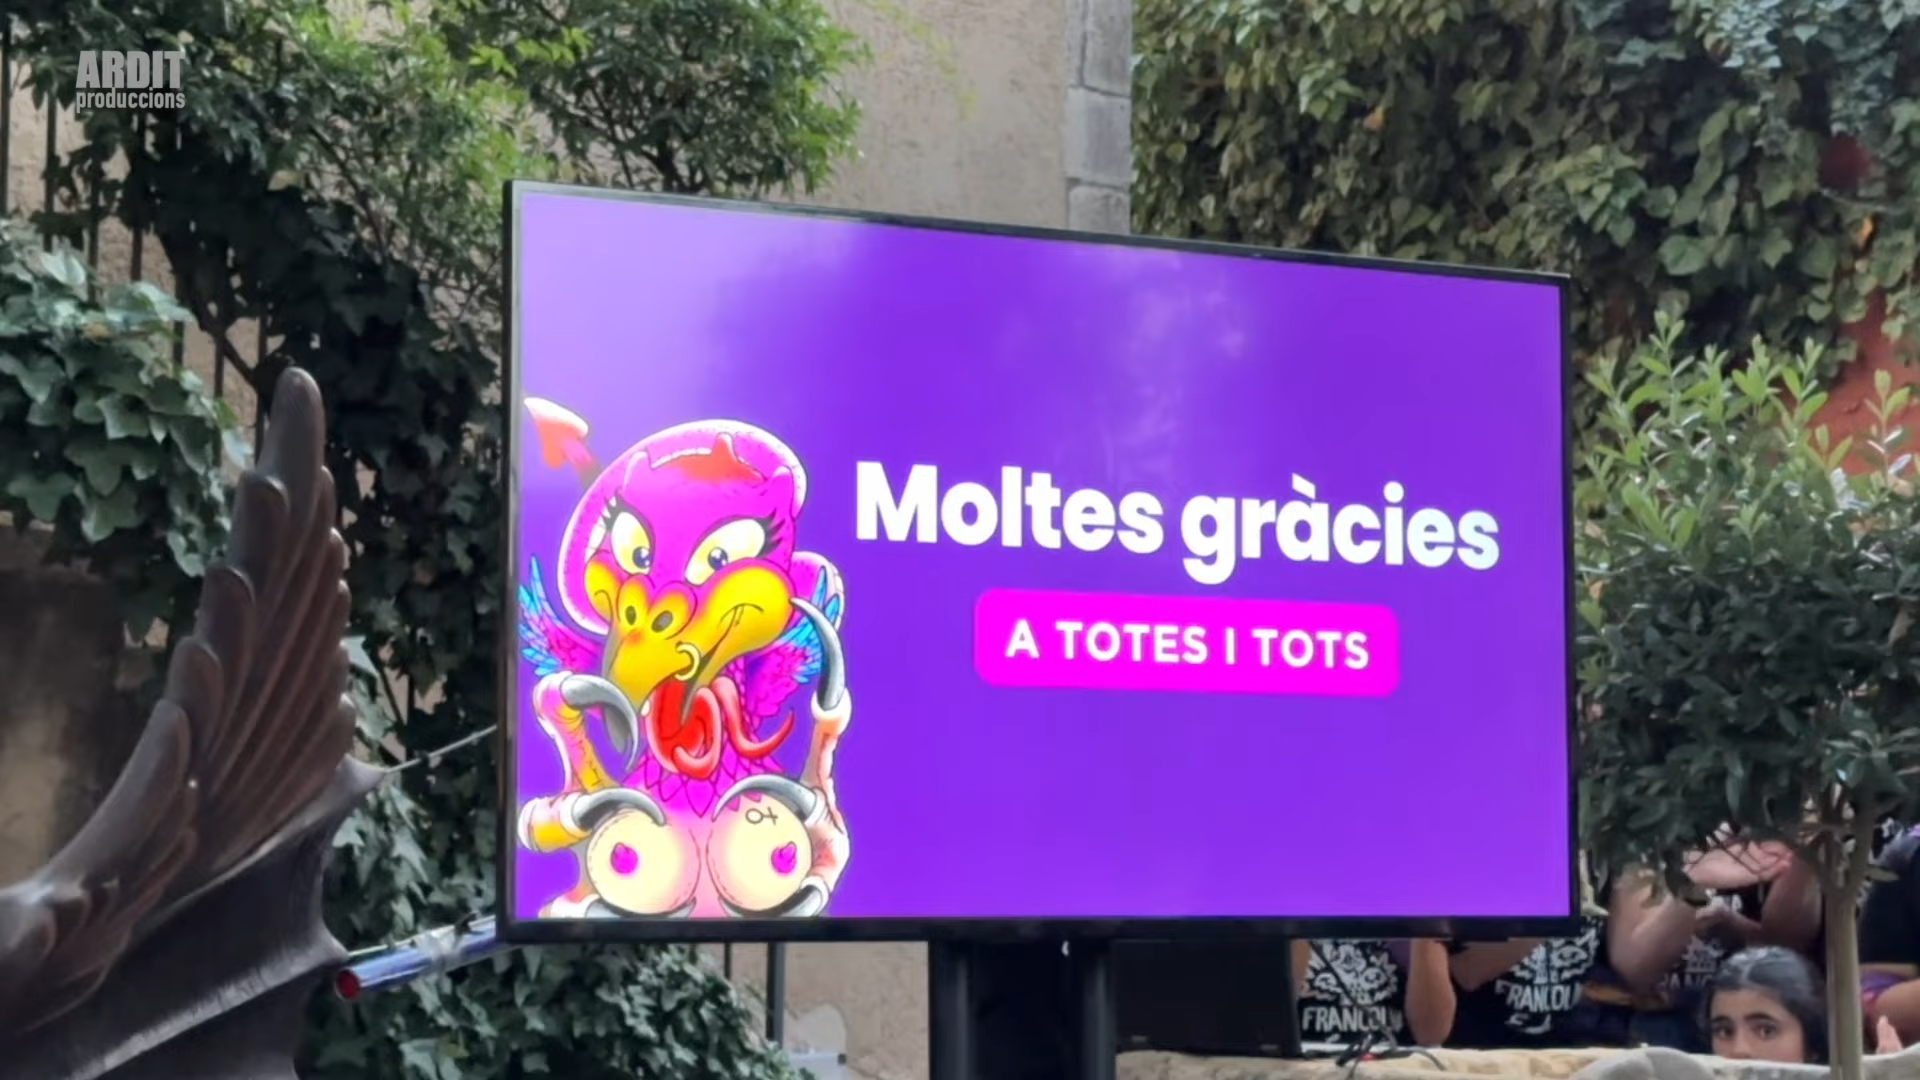 ARDIT
produccions
Moltes gràcies
A TOTES I TOTS
FRANCOLÍ